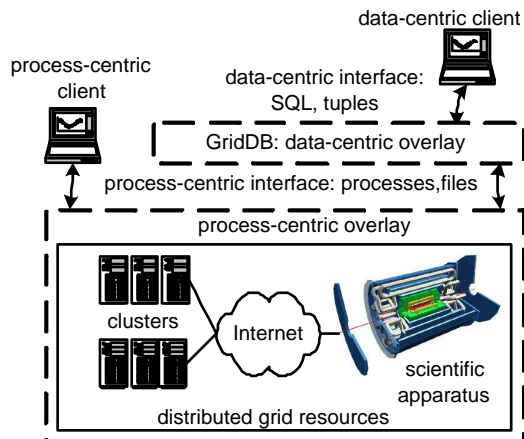 data-centric client
process-centric
client
data-centric interface:
SQL, tuples
GridDB: data-centric overlay
process-centric interface: processes,files
process-centric overlay
clusters
Internet
scientific
apparatus
distributed grid resources